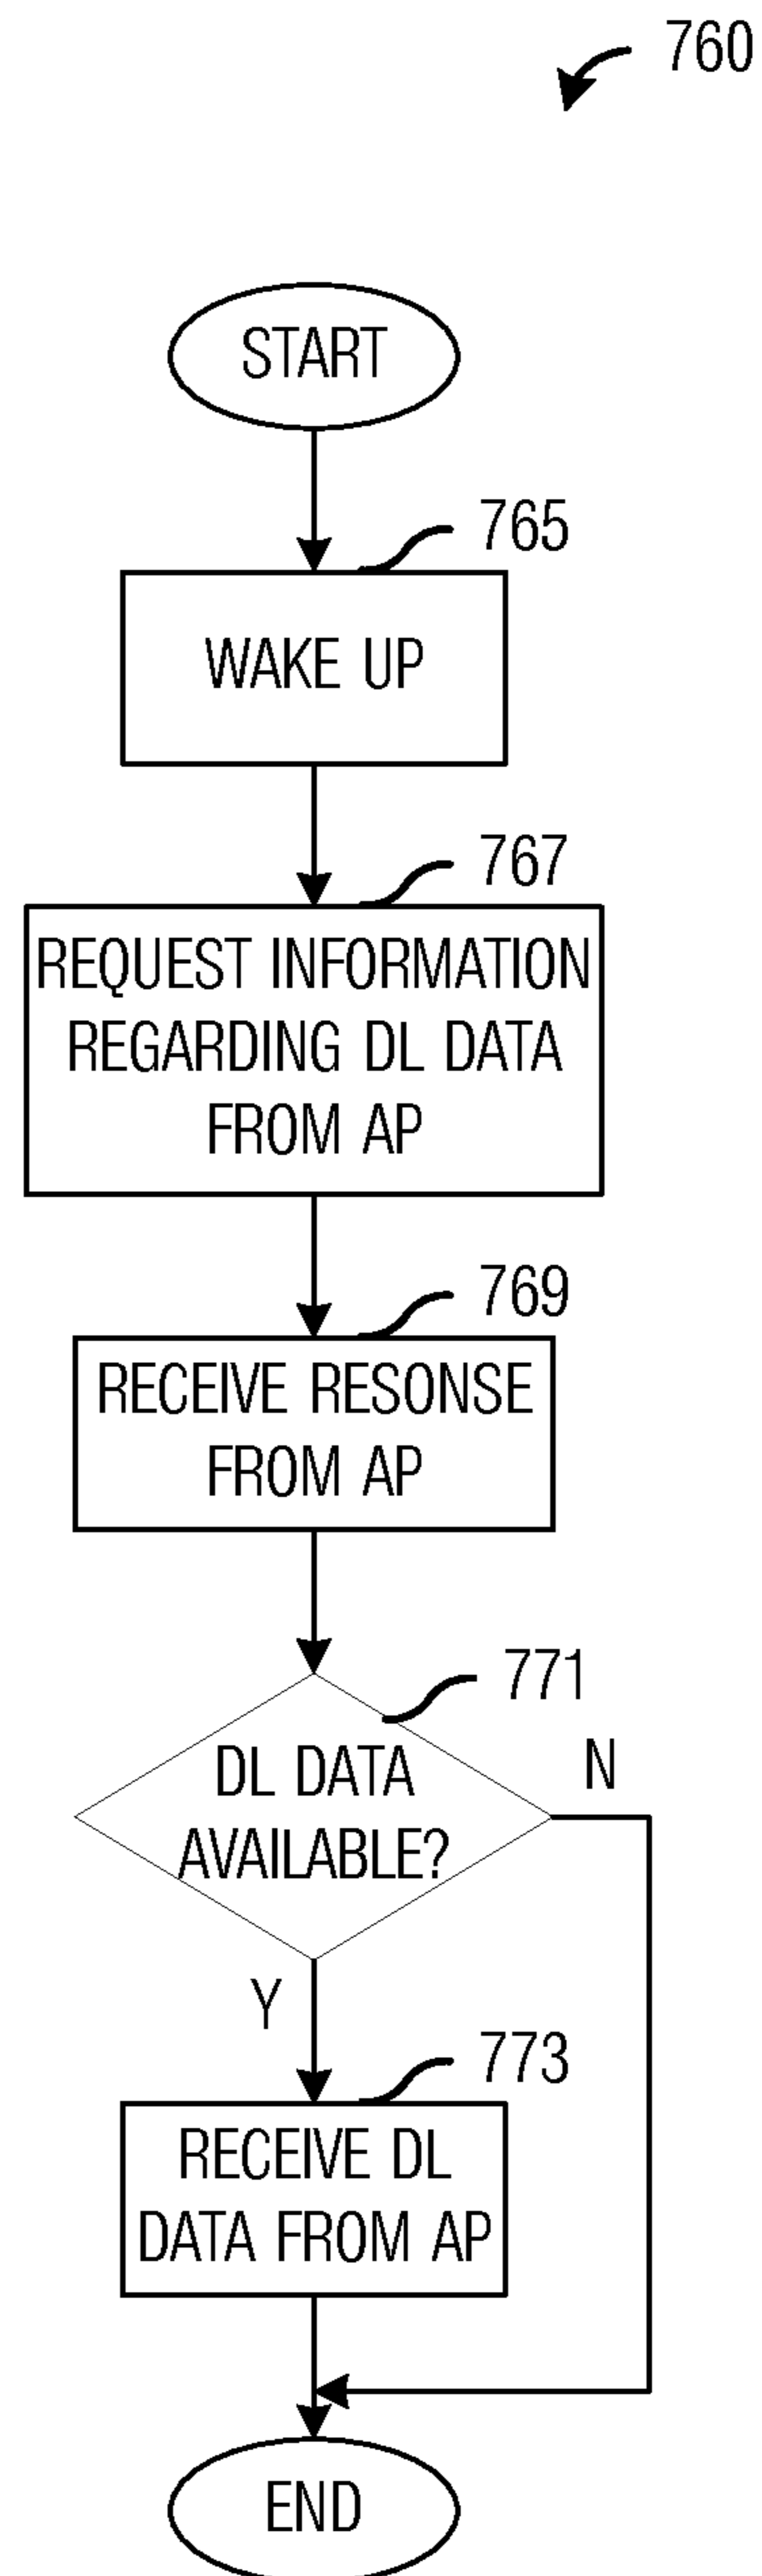 760
START
765
WAKE UP
767
REQUEST INFORMATION
REGARDING DL DATA
FROM AP
769
RECEIVE RESONSE
FROM AP
771
DL DATA
AVAILABLE?
N
Y
773
RECEIVE DL
DATA FROM AP
END